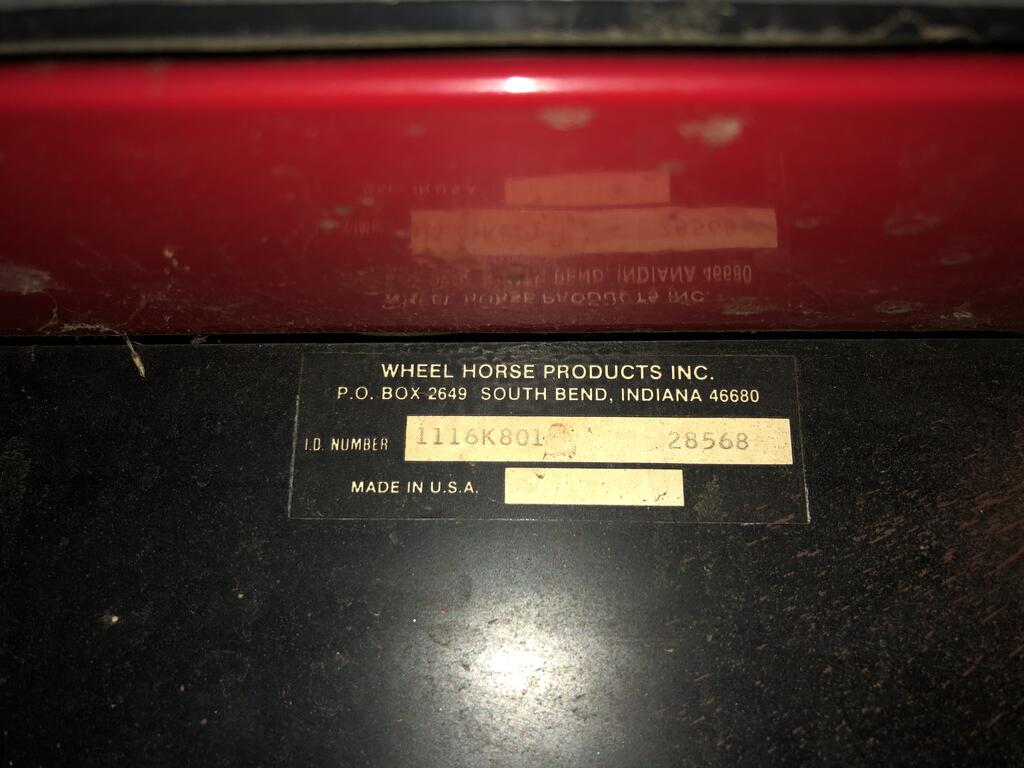 WHEEL HORSE PRODUCTS INC.
P.O. BOX 2649 SOUTH BEND, INDIANA 46680
I.D. NUMBER 1116K801 28568
MADE IN U.S.A.